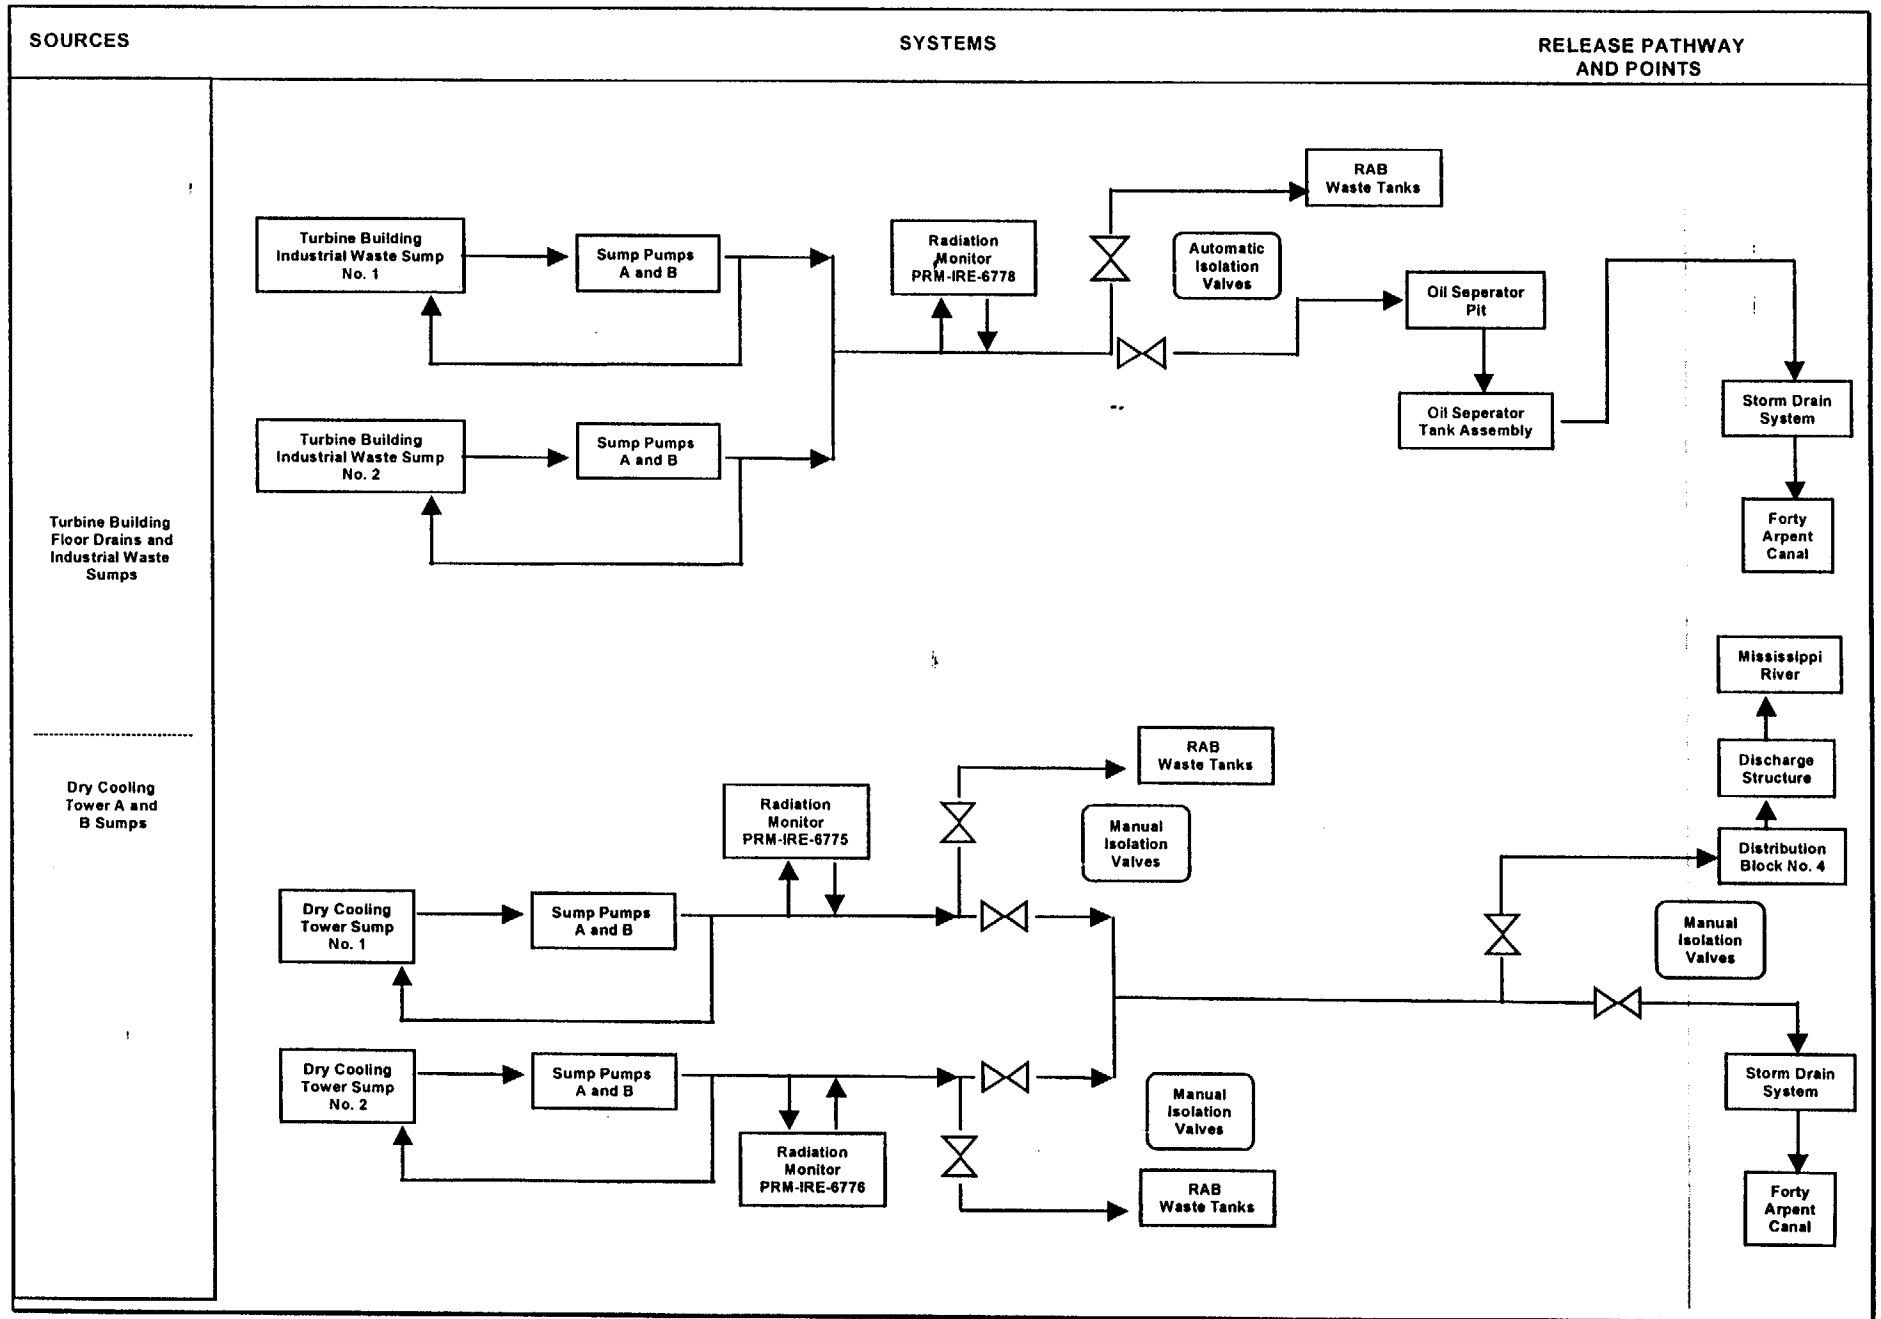 SOURCES
SYSTEMS
RELEASE PATHWAY
AND POINTS
Turbine Building
Floor Drains and
Industrial Waste
Sumps
Dry Cooling
Tower A and
B Sumps
Turbine Building
Industrial Waste Sump
No. 1
Sump Pumps
A and B
Radiation
Monitor
PRM-IRE-6778
RAB
Waste Tanks
Automatic
Isolation
Valves
Oil Seperator
Pit
Oil Seperator
Tank Assembly
Storm Drain
System
Forty
Arpent
Canal
Turbine Building
Industrial Waste Sump
No. 2
Sump Pumps
A and B
Mississippi
River
Discharge
Structure
Distribution
Block No. 4
RAB
Waste Tanks
Radiation
Monitor
PRM-IRE-6775
Manual
Isolation
Valves
Dry Cooling
Tower Sump
No. 1
Sump Pumps
A and B
Manual
Isolation
Valves
Dry Cooling
Tower Sump
No. 2
Sump Pumps
A and B
Radiation
Monitor
PRM-IRE-6776
Manual
Isolation
Valves
RAB
Waste Tanks
Storm Drain
System
Forty
Arpent
Canal